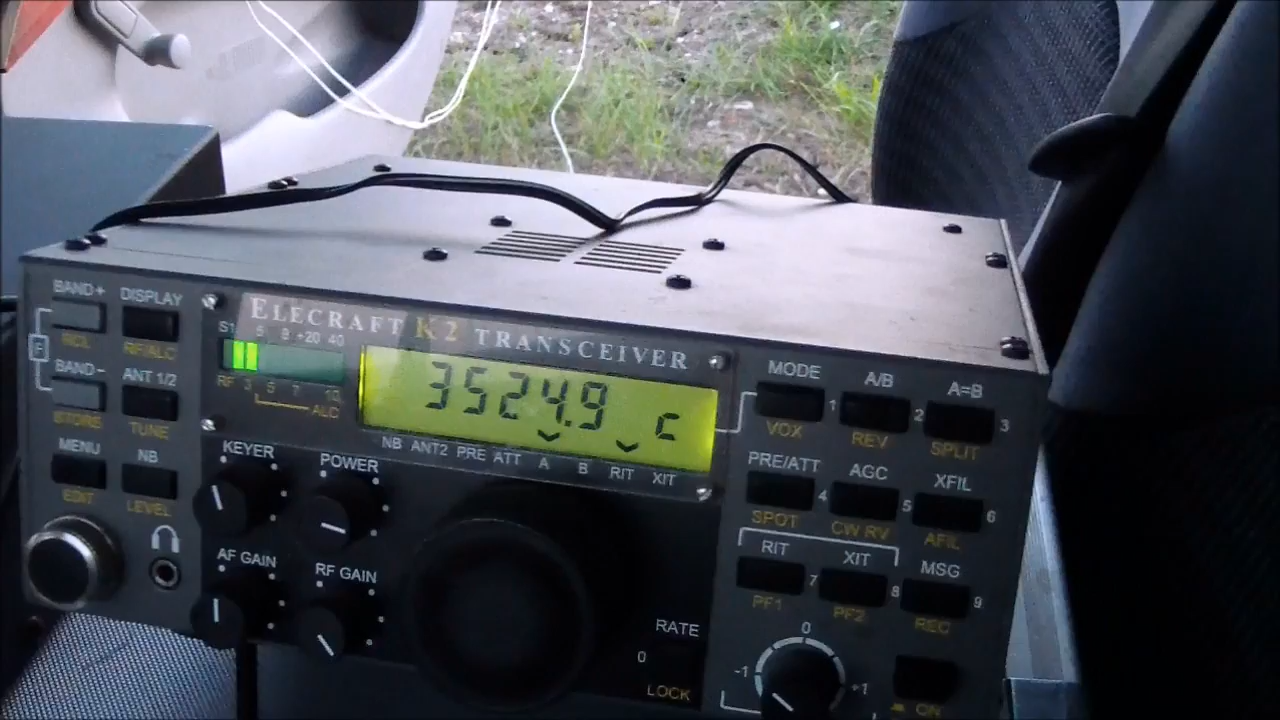 BAND+ DISPLAY
RCL RF/ALC
F
BAND- ANT 1/2
STORE TUNE
MENU NB
EDIT LEVEL
ELECRAFT K2 TRANSCEIVER
S1 5 9 +20 40
RF 3 5 7 10
ALC
3524.9 c
NB ANT2 PRE ATT A B RIT XIT
KEYER POWER
AF GAIN RF GAIN
RATE
0
LOCK
MODE A/B A=B
1 2 3
VOX REV SPLIT
PRE/ATT AGC XFIL
4 5 6
SPOT CW RV AFIL
RIT XIT MSG
7 8 9
PF1 PF2 REC
0
-1 +1
ON